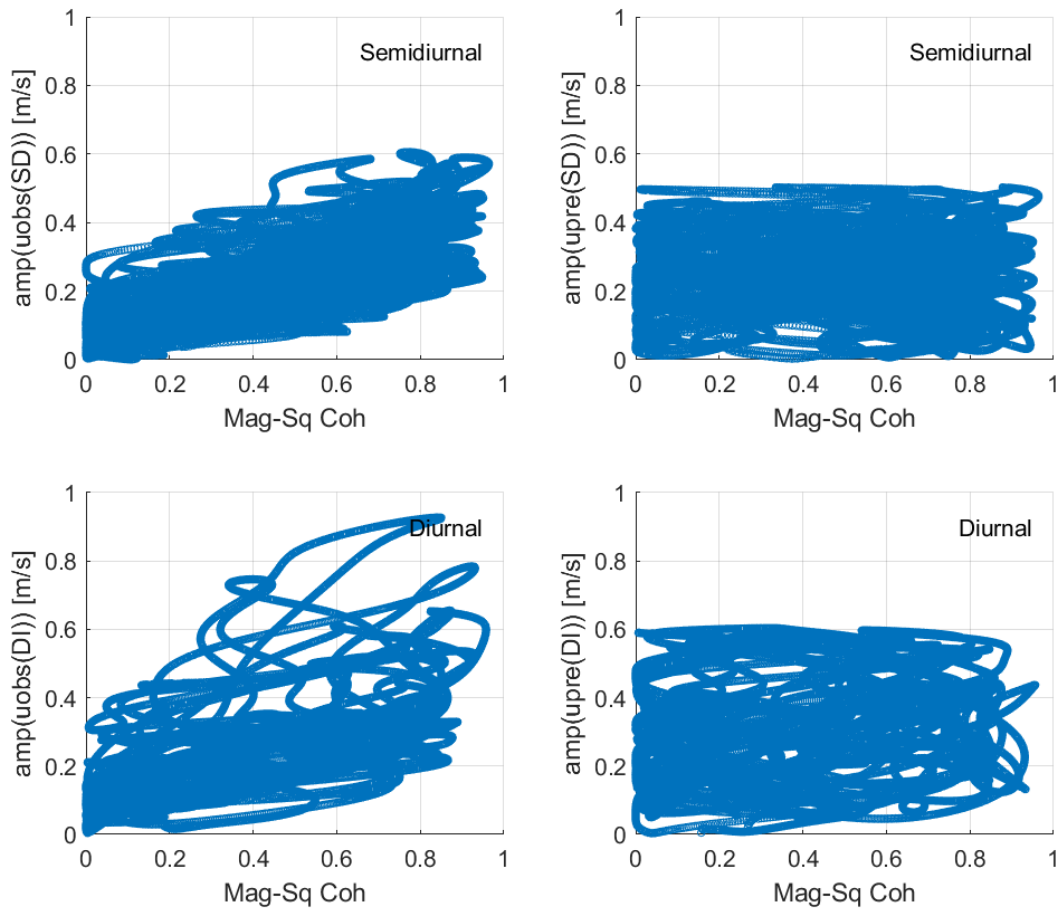 1
0.8
0.6
0.4
0.2
0
amp(uobs(SD)) [m/s]
Semidiurnal
0 0.2 0.4 0.6 0.8 1
Mag-Sq Coh
1
0.8
0.6
0.4
0.2
0
amp(upre(SD)) [m/s]
Semidiurnal
0 0.2 0.4 0.6 0.8 1
Mag-Sq Coh
1
0.8
0.6
0.4
0.2
0
amp(uobs(DI)) [m/s]
Diurnal
0 0.2 0.4 0.6 0.8 1
Mag-Sq Coh
1
0.8
0.6
0.4
0.2
0
amp(upre(DI)) [m/s]
Diurnal
0 0.2 0.4 0.6 0.8 1
Mag-Sq Coh